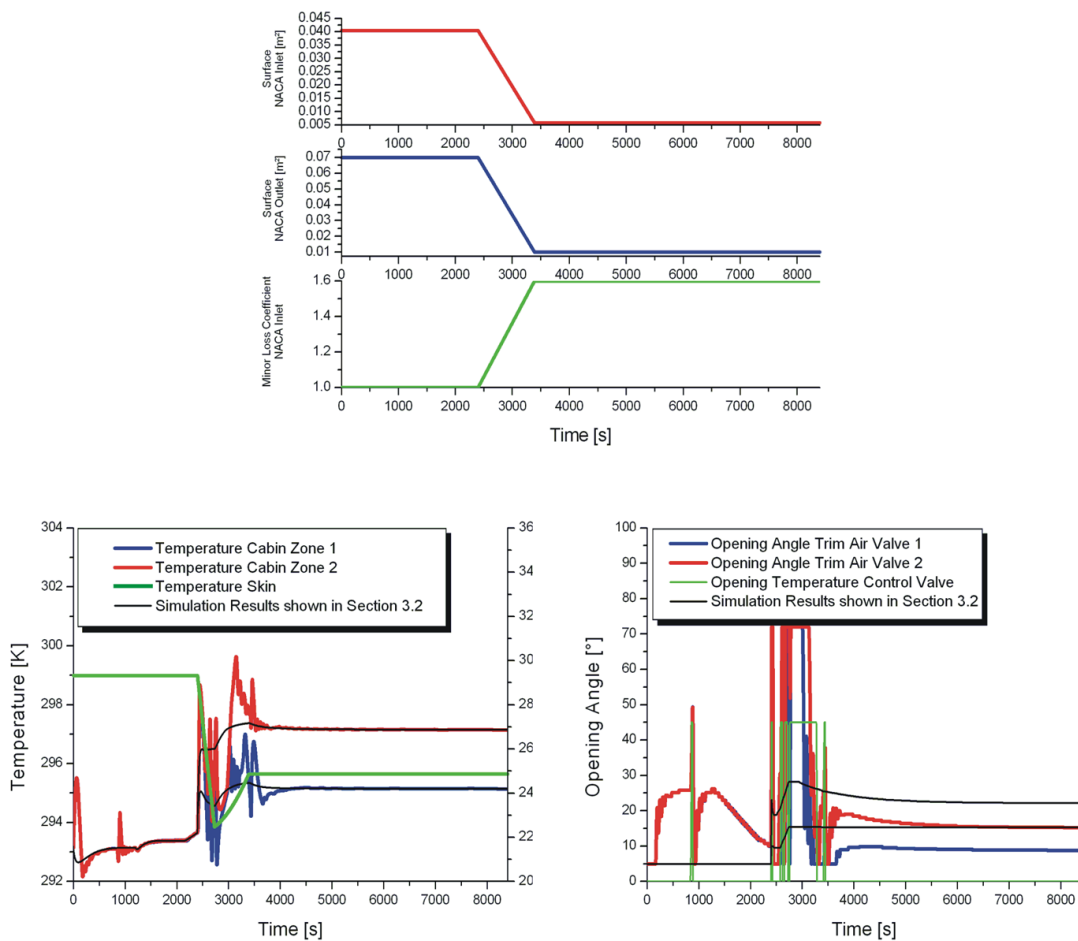 Surface
NACA Inlet [m²]
0.045
0.040
0.035
0.030
0.025
0.020
0.015
0.010
0.005
0 1000 2000 3000 4000 5000 6000 7000 8000
Surface
NACA Outlet [m²]
0.07
0.06
0.05
0.04
0.03
0.02
0.01
0 1000 2000 3000 4000 5000 6000 7000 8000
Minor Loss Coefficient
NACA Inlet
1.6
1.4
1.2
1.0
0 1000 2000 3000 4000 5000 6000 7000 8000
Time [s]
Temperature [K]
304
303
301
299
297
295
294
292
36
34
32
30
28
26
24
22
20
Temperature Cabin Zone 1
Temperature Cabin Zone 2
Temperature Skin
Simulation Results shown in Section 3.2
0 1000 2000 3000 4000 5000 6000 7000 8000
Time [s]
Opening Angle [°]
100
90
80
70
60
50
40
30
20
10
0
Opening Angle Trim Air Valve 1
Opening Angle Trim Air Valve 2
Opening Temperature Control Valve
Simulation Results shown in Section 3.2
0 1000 2000 3000 4000 5000 6000 7000 8000
Time [s]